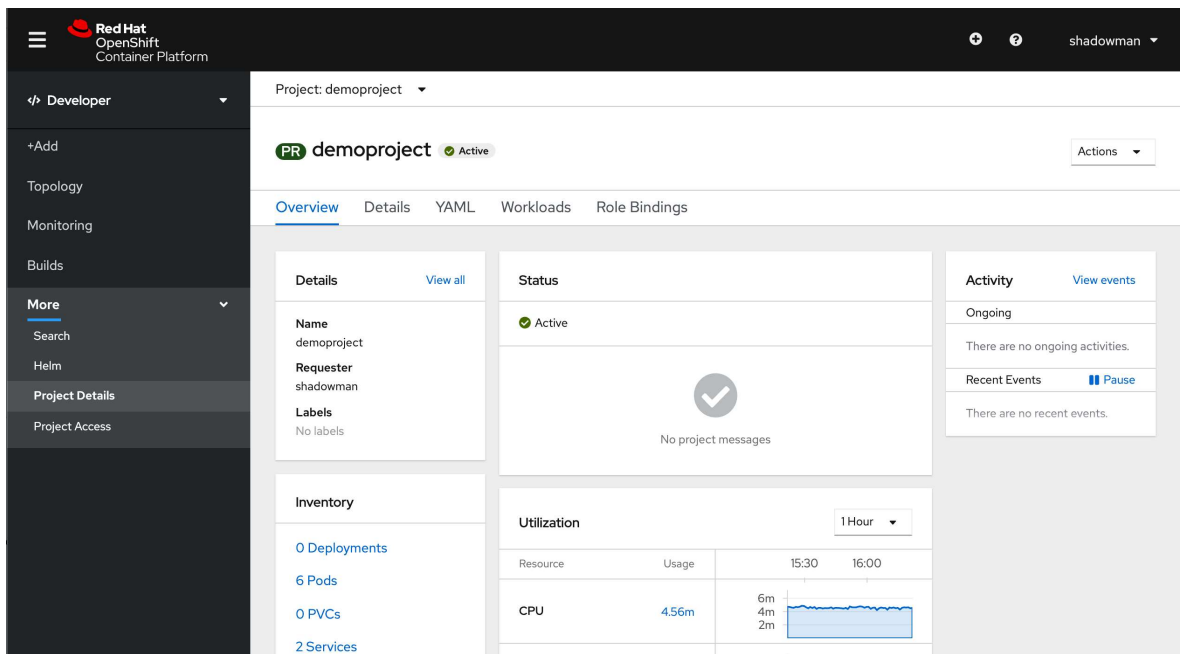 Red Hat
OpenShift
Container Platform
shadowman
Developer
+Add
Topology
Monitoring
Builds
More
Search
Helm
Project Details
Project Access
Project: demoproject
PR demoproject Active
Actions
Overview Details YAML Workloads Role Bindings
Details View all
Name
demoproject
Requester
shadowman
Labels
No labels
Inventory
0 Deployments
6 Pods
0 PVCs
2 Services
Status
Active
No project messages
Utilization 1 Hour
Resource Usage 15:30 16:00
CPU 4.56m
6m
4m
2m
Activity View events
Ongoing
There are no ongoing activities.
Recent Events Pause
There are no recent events.